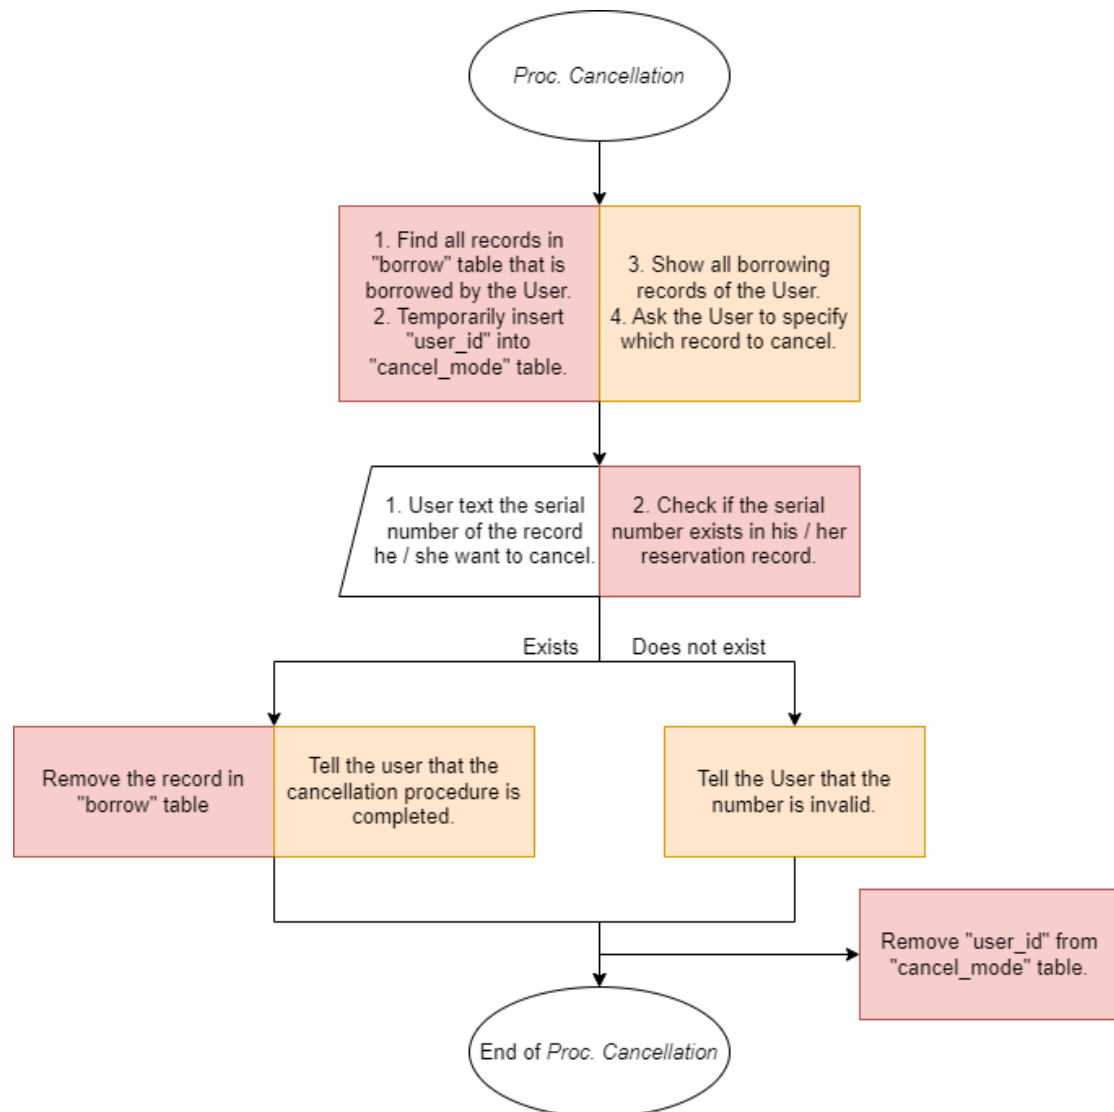 Proc. Cancellation
1. Find all records in
"borrow" table that is
borrowed by the User.
2. Temporarily insert
"user_id" into
"cancel_mode" table.
3. Show all borrowing
records of the User.
4. Ask the User to specify
which record to cancel.
1. User text the serial
number of the record
he / she want to cancel.
2. Check if the serial
number exists in his / her
reservation record.
Exists
Does not exist
Remove the record in
"borrow" table
Tell the user that the
cancellation procedure is
completed.
Tell the User that the
number is invalid.
Remove "user_id" from
"cancel_mode" table.
End of Proc. Cancellation